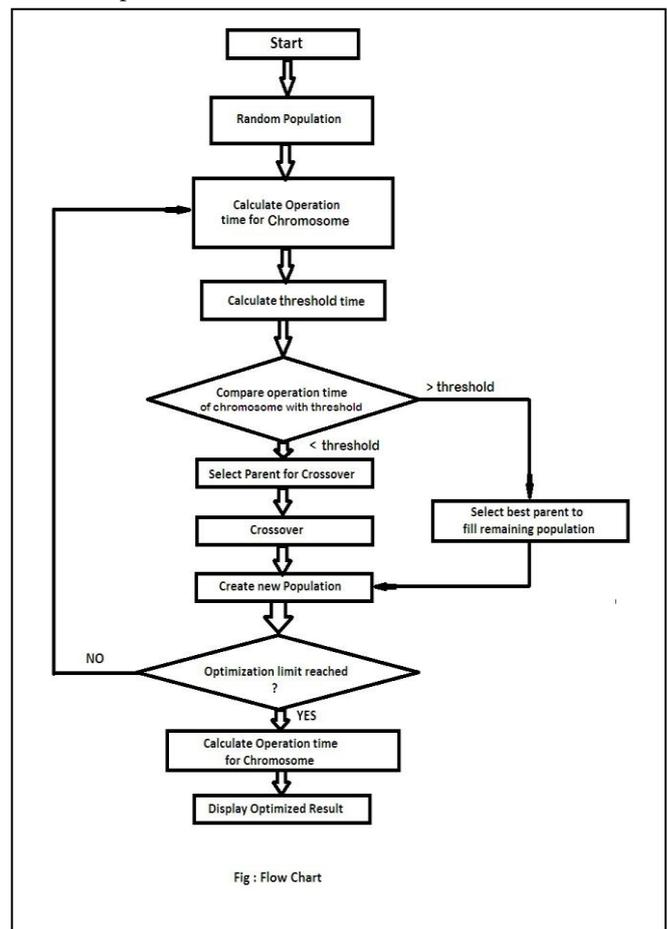 Start
Random Population
Calculate Operation
time for Chromosome
Calculate threshold time
Compare operation time
of chromosome with threshold
> threshold
< threshold
Select Parent for Crossover
Select best parent to
fill remaining population
Crossover
Create new Population
Optimization limit reached
?
NO
YES
Calculate Operation time
for Chromosome
Display Optimized Result
Fig : Flow Chart